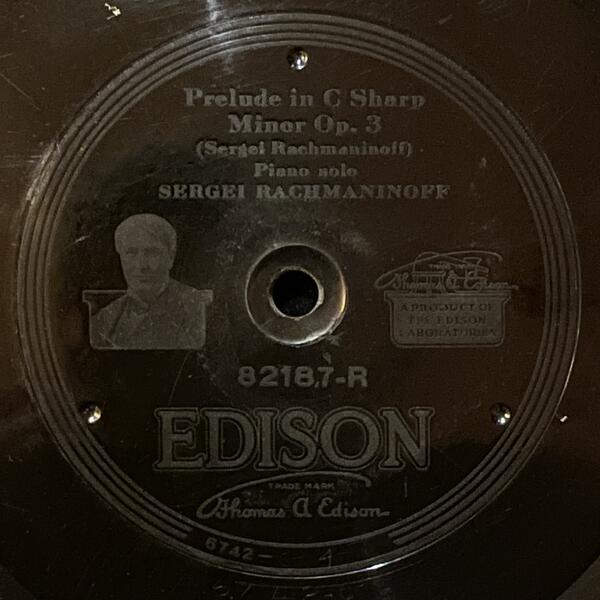 Prelude in C Sharp
Minor Op. 3
(Sergei Rachmaninoff)
Piano solo
SERGEI RACHMANINOFF
Thomas A Edison
A PRODUCT OF
THE EDISON
LABORATORIES
82187-R
EDISON
TRADE MARK
Thomas A Edison
6742- 4